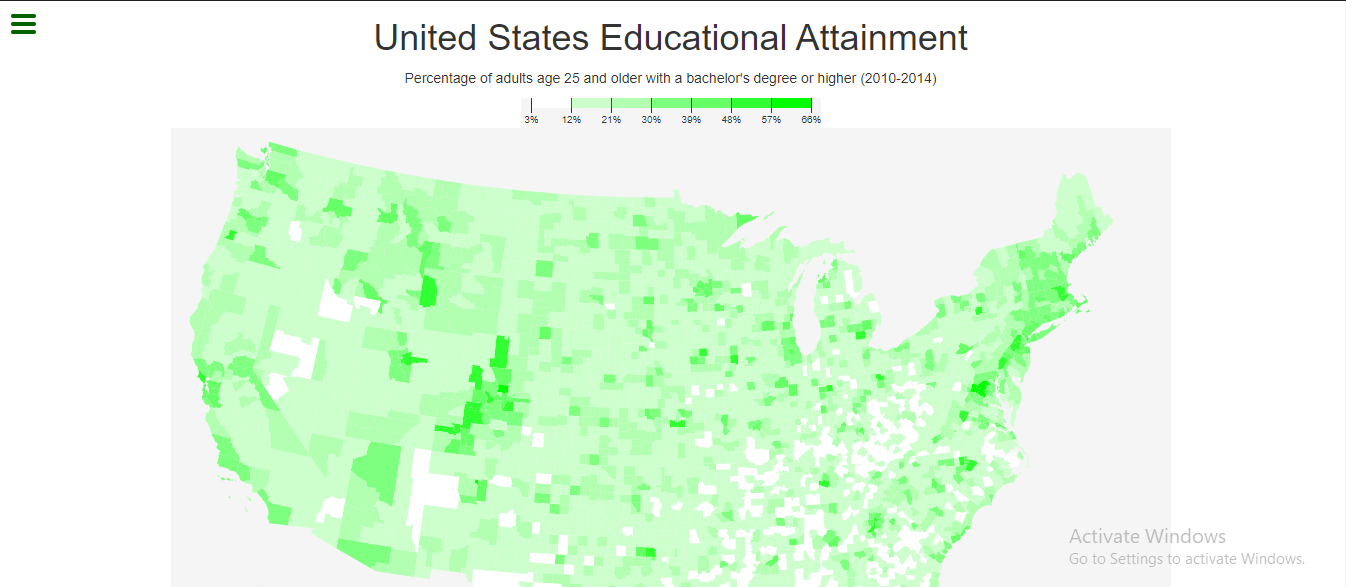 United States Educational Attainment
Percentage of adults age 25 and older with a bachelor's degree or higher (2010-2014)
3% 12% 21% 30% 39% 48% 57% 66%
Activate Windows
Go to Settings to activate Windows.